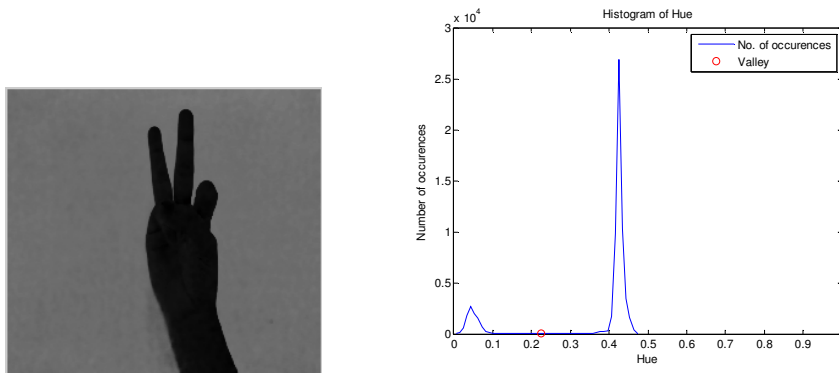 x 10⁴
Histogram of Hue
3
2.5
2
1.5
1
0.5
0
Number of occurences
No. of occurences
Valley
0 0.1 0.2 0.3 0.4 0.5 0.6 0.7 0.8 0.9
Hue